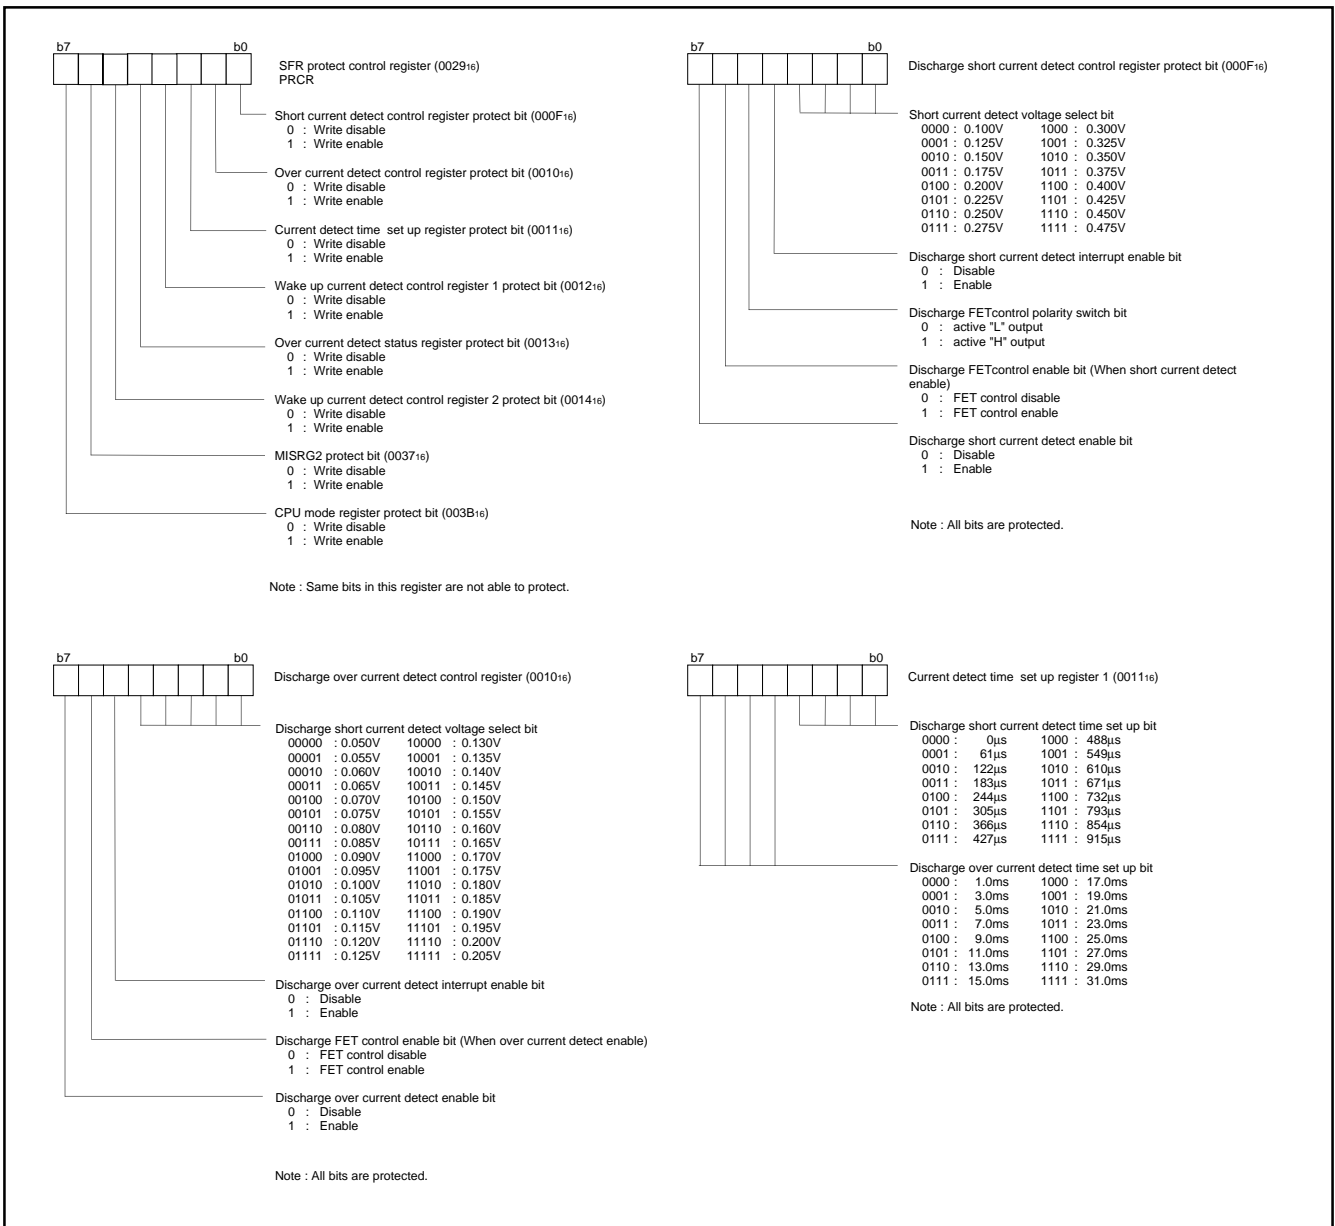 b7 b0
SFR protect control register (002916)
PRCR
Short current detect control register protect bit (000F16)
0 : Write disable
1 : Write enable
Over current detect control register protect bit (001016)
0 : Write disable
1 : Write enable
Current detect time set up register protect bit (001116)
0 : Write disable
1 : Write enable
Wake up current detect control register 1 protect bit (001216)
0 : Write disable
1 : Write enable
Over current detect status register protect bit (001316)
0 : Write disable
1 : Write enable
Wake up current detect control register 2 protect bit (001416)
0 : Write disable
1 : Write enable
MISRG2 protect bit (003716)
0 : Write disable
1 : Write enable
CPU mode register protect bit (003B16)
0 : Write disable
1 : Write enable
Note : Same bits in this register are not able to protect.
b7 b0
Discharge short current detect control register protect bit (000F16)
Short current detect voltage select bit
0000 : 0.100V 1000 : 0.300V
0001 : 0.125V 1001 : 0.325V
0010 : 0.150V 1010 : 0.350V
0011 : 0.175V 1011 : 0.375V
0100 : 0.200V 1100 : 0.400V
0101 : 0.225V 1101 : 0.425V
0110 : 0.250V 1110 : 0.450V
0111 : 0.275V 1111 : 0.475V
Discharge short current detect interrupt enable bit
0 : Disable
1 : Enable
Discharge FETcontrol polarity switch bit
0 : active "L" output
1 : active "H" output
Discharge FETcontrol enable bit (When short current detect
enable)
0 : FET control disable
1 : FET control enable
Discharge short current detect enable bit
0 : Disable
1 : Enable
Note : All bits are protected.
b7 b0
Discharge over current detect control register (001016)
Discharge short current detect voltage select bit
00000 : 0.050V 10000 : 0.130V
00001 : 0.055V 10001 : 0.135V
00010 : 0.060V 10010 : 0.140V
00011 : 0.065V 10011 : 0.145V
00100 : 0.070V 10100 : 0.150V
00101 : 0.075V 10101 : 0.155V
00110 : 0.080V 10110 : 0.160V
00111 : 0.085V 10111 : 0.165V
01000 : 0.090V 11000 : 0.170V
01001 : 0.095V 11001 : 0.175V
01010 : 0.100V 11010 : 0.180V
01011 : 0.105V 11011 : 0.185V
01100 : 0.110V 11100 : 0.190V
01101 : 0.115V 11101 : 0.195V
01110 : 0.120V 11110 : 0.200V
01111 : 0.125V 11111 : 0.205V
Discharge over current detect interrupt enable bit
0 : Disable
1 : Enable
Discharge FET control enable bit (When over current detect enable)
0 : FET control disable
1 : FET control enable
Discharge over current detect enable bit
0 : Disable
1 : Enable
Note : All bits are protected.
b7 b0
Current detect time set up register 1 (001116)
Discharge short current detect time set up bit
0000 : 0μs 1000 : 488μs
0001 : 61μs 1001 : 549μs
0010 : 122μs 1010 : 610μs
0011 : 183μs 1011 : 671μs
0100 : 244μs 1100 : 732μs
0101 : 305μs 1101 : 793μs
0110 : 366μs 1110 : 854μs
0111 : 427μs 1111 : 915μs
Discharge over current detect time set up bit
0000 : 1.0ms 1000 : 17.0ms
0001 : 3.0ms 1001 : 19.0ms
0010 : 5.0ms 1010 : 21.0ms
0011 : 7.0ms 1011 : 23.0ms
0100 : 9.0ms 1100 : 25.0ms
0101 : 11.0ms 1101 : 27.0ms
0110 : 13.0ms 1110 : 29.0ms
0111 : 15.0ms 1111 : 31.0ms
Note : All bits are protected.